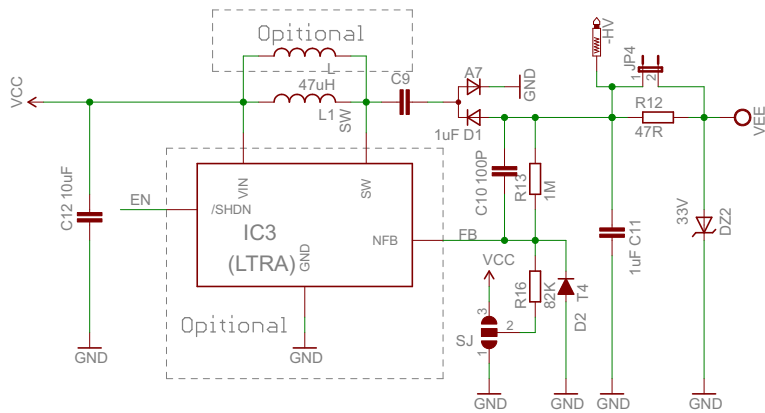 Opitional
L
47uH
L1
SW
C9
A7
GND
1uF D1
-HV
JP4
1 2
R12
47R
VEE
VCC
C12 10uF
EN
VIN
SW
/SHDN
IC3
(LTRA)
GND
NFB
FB
C10 100P
R13
1M
1uF C11
33V
DZ2
VCC
R16
82K
T4
D2
SJ
3
2
1
Opitional
GND
GND
GND
GND
GND
GND